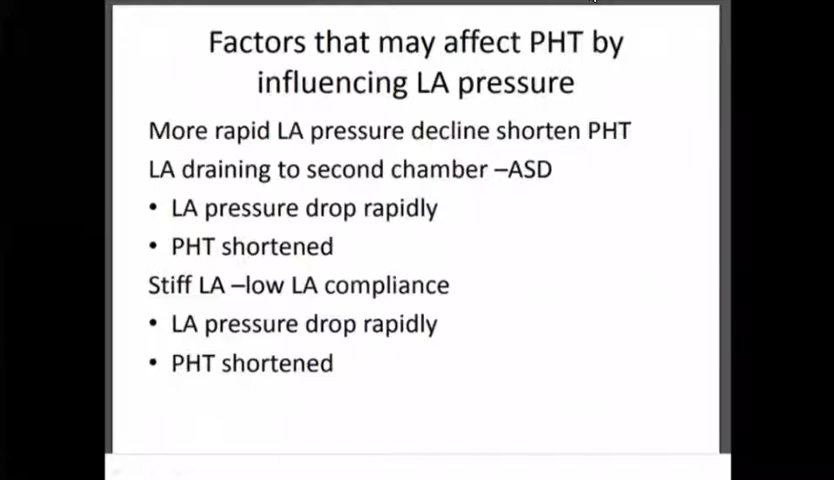 Factors that may affect PHT by
influencing LA pressure
More rapid LA pressure decline shorten PHT
LA draining to second chamber –ASD
• LA pressure drop rapidly
• PHT shortened
Stiff LA –low LA compliance
• LA pressure drop rapidly
• PHT shortened